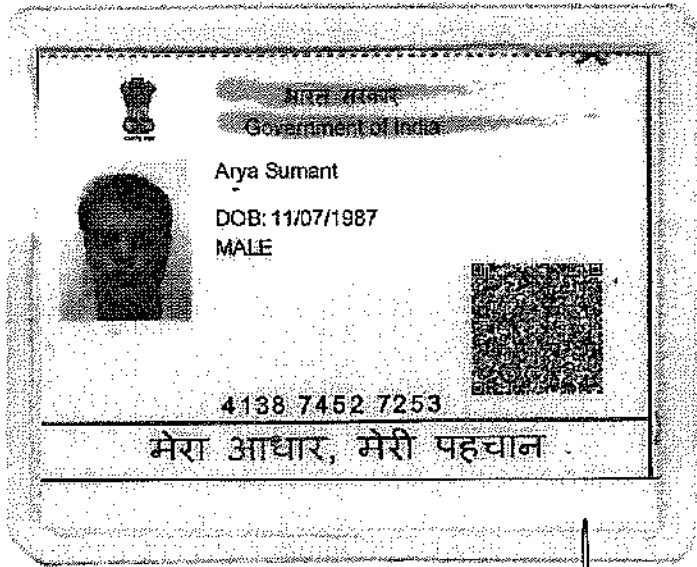 भारत सरकार
Government of India
Arya Sumant
DOB: 11/07/1987
MALE
4138 7452 7253
मेरा आधार, मेरी पहचान